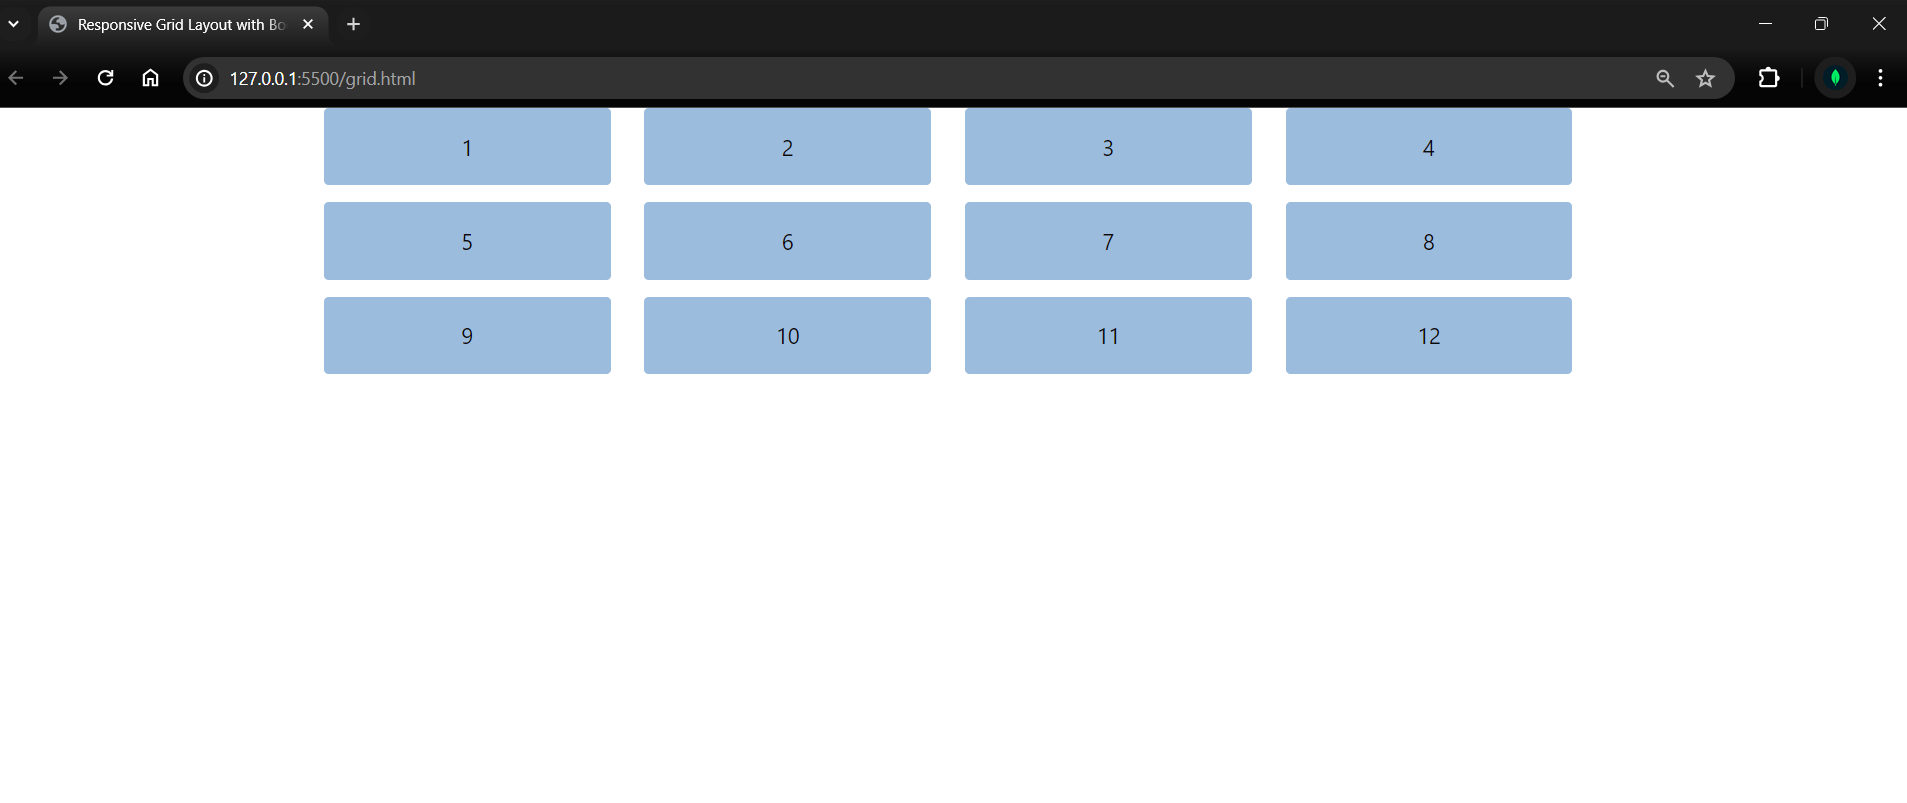 Responsive Grid Layout with Bo
127.0.0.1:5500/grid.html
1 2 3 4
5 6 7 8
9 10 11 12